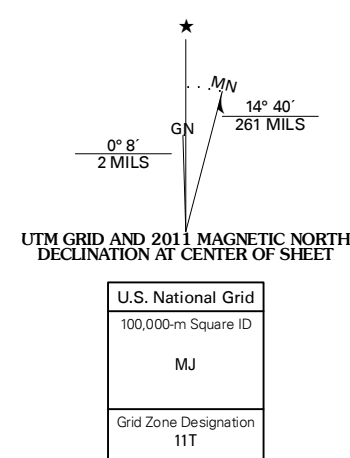 ★
MN
14° 40´
261 MILS
GN
0° 8´
2 MILS
UTM GRID AND 2011 MAGNETIC NORTH
DECLINATION AT CENTER OF SHEET
U.S. National Grid
100,000-m Square ID
MJ
Grid Zone Designation
11T